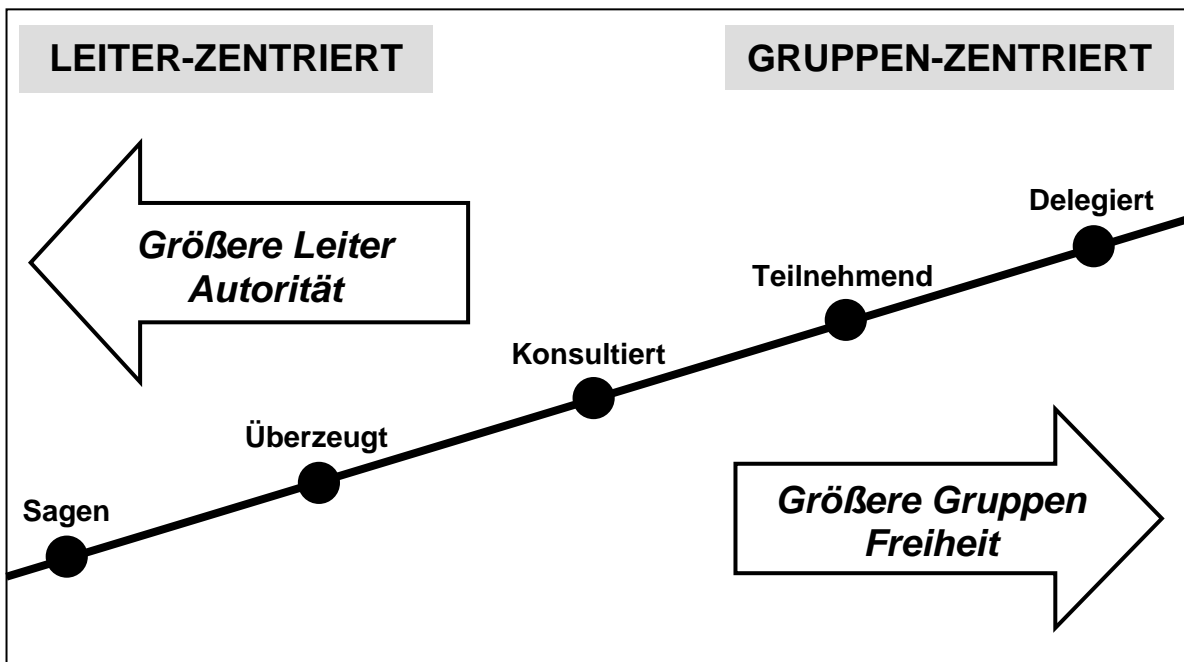 LEITER-ZENTRIERT
GRUPPEN-ZENTRIERT
Größere Leiter
Autorität
Delegiert
Teilnehmend
Konsultiert
Überzeugt
Sagen
Größere Gruppen
Freiheit